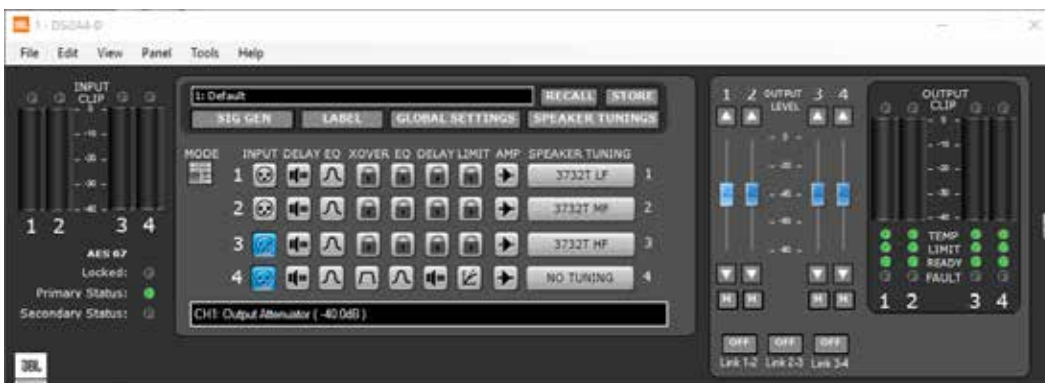 JBL 1 - DSi2A4-D
File Edit View Panel Tools Help
INPUT CLIP
1 2 3 4
AES 67
Locked:
Primary Status:
Secondary Status:
JBL
1: Default
RECALL STORE
SIG GEN LABEL GLOBAL SETTINGS SPEAKER TUNINGS
MODE INPUT DELAY EQ XOVER EQ DELAY LIMIT AMP SPEAKER TUNING
1 3732T LF 1
2 3732T MF 2
3 3732T HF 3
4 NO TUNING 4
CH1: Output Attenuator ( -40.0dB )
1 2 OUTPUT LEVEL 3 4
M M M M
OFF OFF OFF
Link 1-2 Link 2-3 Link 3-4
OUTPUT CLIP
TEMP
LIMIT
READY
FAULT
1 2 3 4